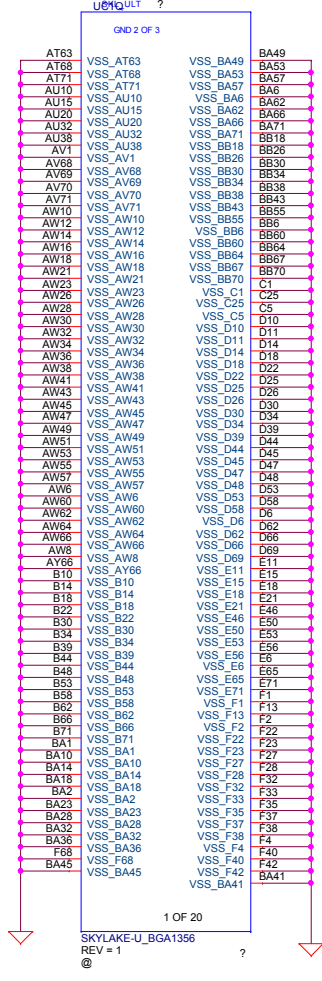 UC1Q
SKL_ULT
?
GND 2 OF 3
AT63 VSS_AT63 VSS_BA49 BA49
AT68 VSS_AT68 VSS_BA53 BA53
AT71 VSS_AT71 VSS_BA57 BA57
AU10 VSS_AU10 VSS_BA6 BA6
AU15 VSS_AU15 VSS_BA62 BA62
AU20 VSS_AU20 VSS_BA66 BA66
AU32 VSS_AU32 VSS_BA71 BA71
AU38 VSS_AU38 VSS_BB18 BB18
AV1 VSS_AV1 VSS_BB26 BB26
AV68 VSS_AV68 VSS_BB30 BB30
AV69 VSS_AV69 VSS_BB34 BB34
AV70 VSS_AV70 VSS_BB38 BB38
AV71 VSS_AV71 VSS_BB43 BB43
AW10 VSS_AW10 VSS_BB55 BB55
AW12 VSS_AW12 VSS_BB6 BB6
AW14 VSS_AW14 VSS_BB60 BB60
AW16 VSS_AW16 VSS_BB64 BB64
AW18 VSS_AW18 VSS_BB67 BB67
AW21 VSS_AW21 VSS_BB70 BB70
AW23 VSS_AW23 VSS_C1 C1
AW26 VSS_AW26 VSS_C25 C25
AW28 VSS_AW28 VSS_C5 C5
AW30 VSS_AW30 VSS_D10 D10
AW32 VSS_AW32 VSS_D11 D11
AW34 VSS_AW34 VSS_D14 D14
AW36 VSS_AW36 VSS_D18 D18
AW38 VSS_AW38 VSS_D22 D22
AW41 VSS_AW41 VSS_D25 D25
AW43 VSS_AW43 VSS_D26 D26
AW45 VSS_AW45 VSS_D30 D30
AW47 VSS_AW47 VSS_D34 D34
AW49 VSS_AW49 VSS_D39 D39
AW51 VSS_AW51 VSS_D44 D44
AW53 VSS_AW53 VSS_D45 D45
AW55 VSS_AW55 VSS_D47 D47
AW57 VSS_AW57 VSS_D48 D48
AW6 VSS_AW6 VSS_D53 D53
AW60 VSS_AW60 VSS_D58 D58
AW62 VSS_AW62 VSS_D6 D6
AW64 VSS_AW64 VSS_D62 D62
AW66 VSS_AW66 VSS_D66 D66
AW8 VSS_AW8 VSS_D69 D69
AY66 VSS_AY66 VSS_E11 E11
B10 VSS_B10 VSS_E15 E15
B14 VSS_B14 VSS_E18 E18
B18 VSS_B18 VSS_E21 E21
B22 VSS_B22 VSS_E46 E46
B30 VSS_B30 VSS_E50 E50
B34 VSS_B34 VSS_E53 E53
B39 VSS_B39 VSS_E56 E56
B44 VSS_B44 VSS_E6 E6
B48 VSS_B48 VSS_E65 E65
B53 VSS_B53 VSS_E71 E71
B58 VSS_B58 VSS_F1 F1
B62 VSS_B62 VSS_F13 F13
B66 VSS_B66 VSS_F2 F2
B71 VSS_B71 VSS_F22 F22
BA1 VSS_BA1 VSS_F23 F23
BA10 VSS_BA10 VSS_F27 F27
BA14 VSS_BA14 VSS_F28 F28
BA18 VSS_BA18 VSS_F32 F32
BA2 VSS_BA2 VSS_F33 F33
BA23 VSS_BA23 VSS_F35 F35
BA28 VSS_BA28 VSS_F37 F37
BA32 VSS_BA32 VSS_F38 F38
BA36 VSS_BA36 VSS_F4 F4
F68 VSS_F68 VSS_F40 F40
BA45 VSS_BA45 VSS_F42 F42
VSS_BA41 BA41
1 OF 20
SKYLAKE-U_BGA1356
REV = 1 ?
@